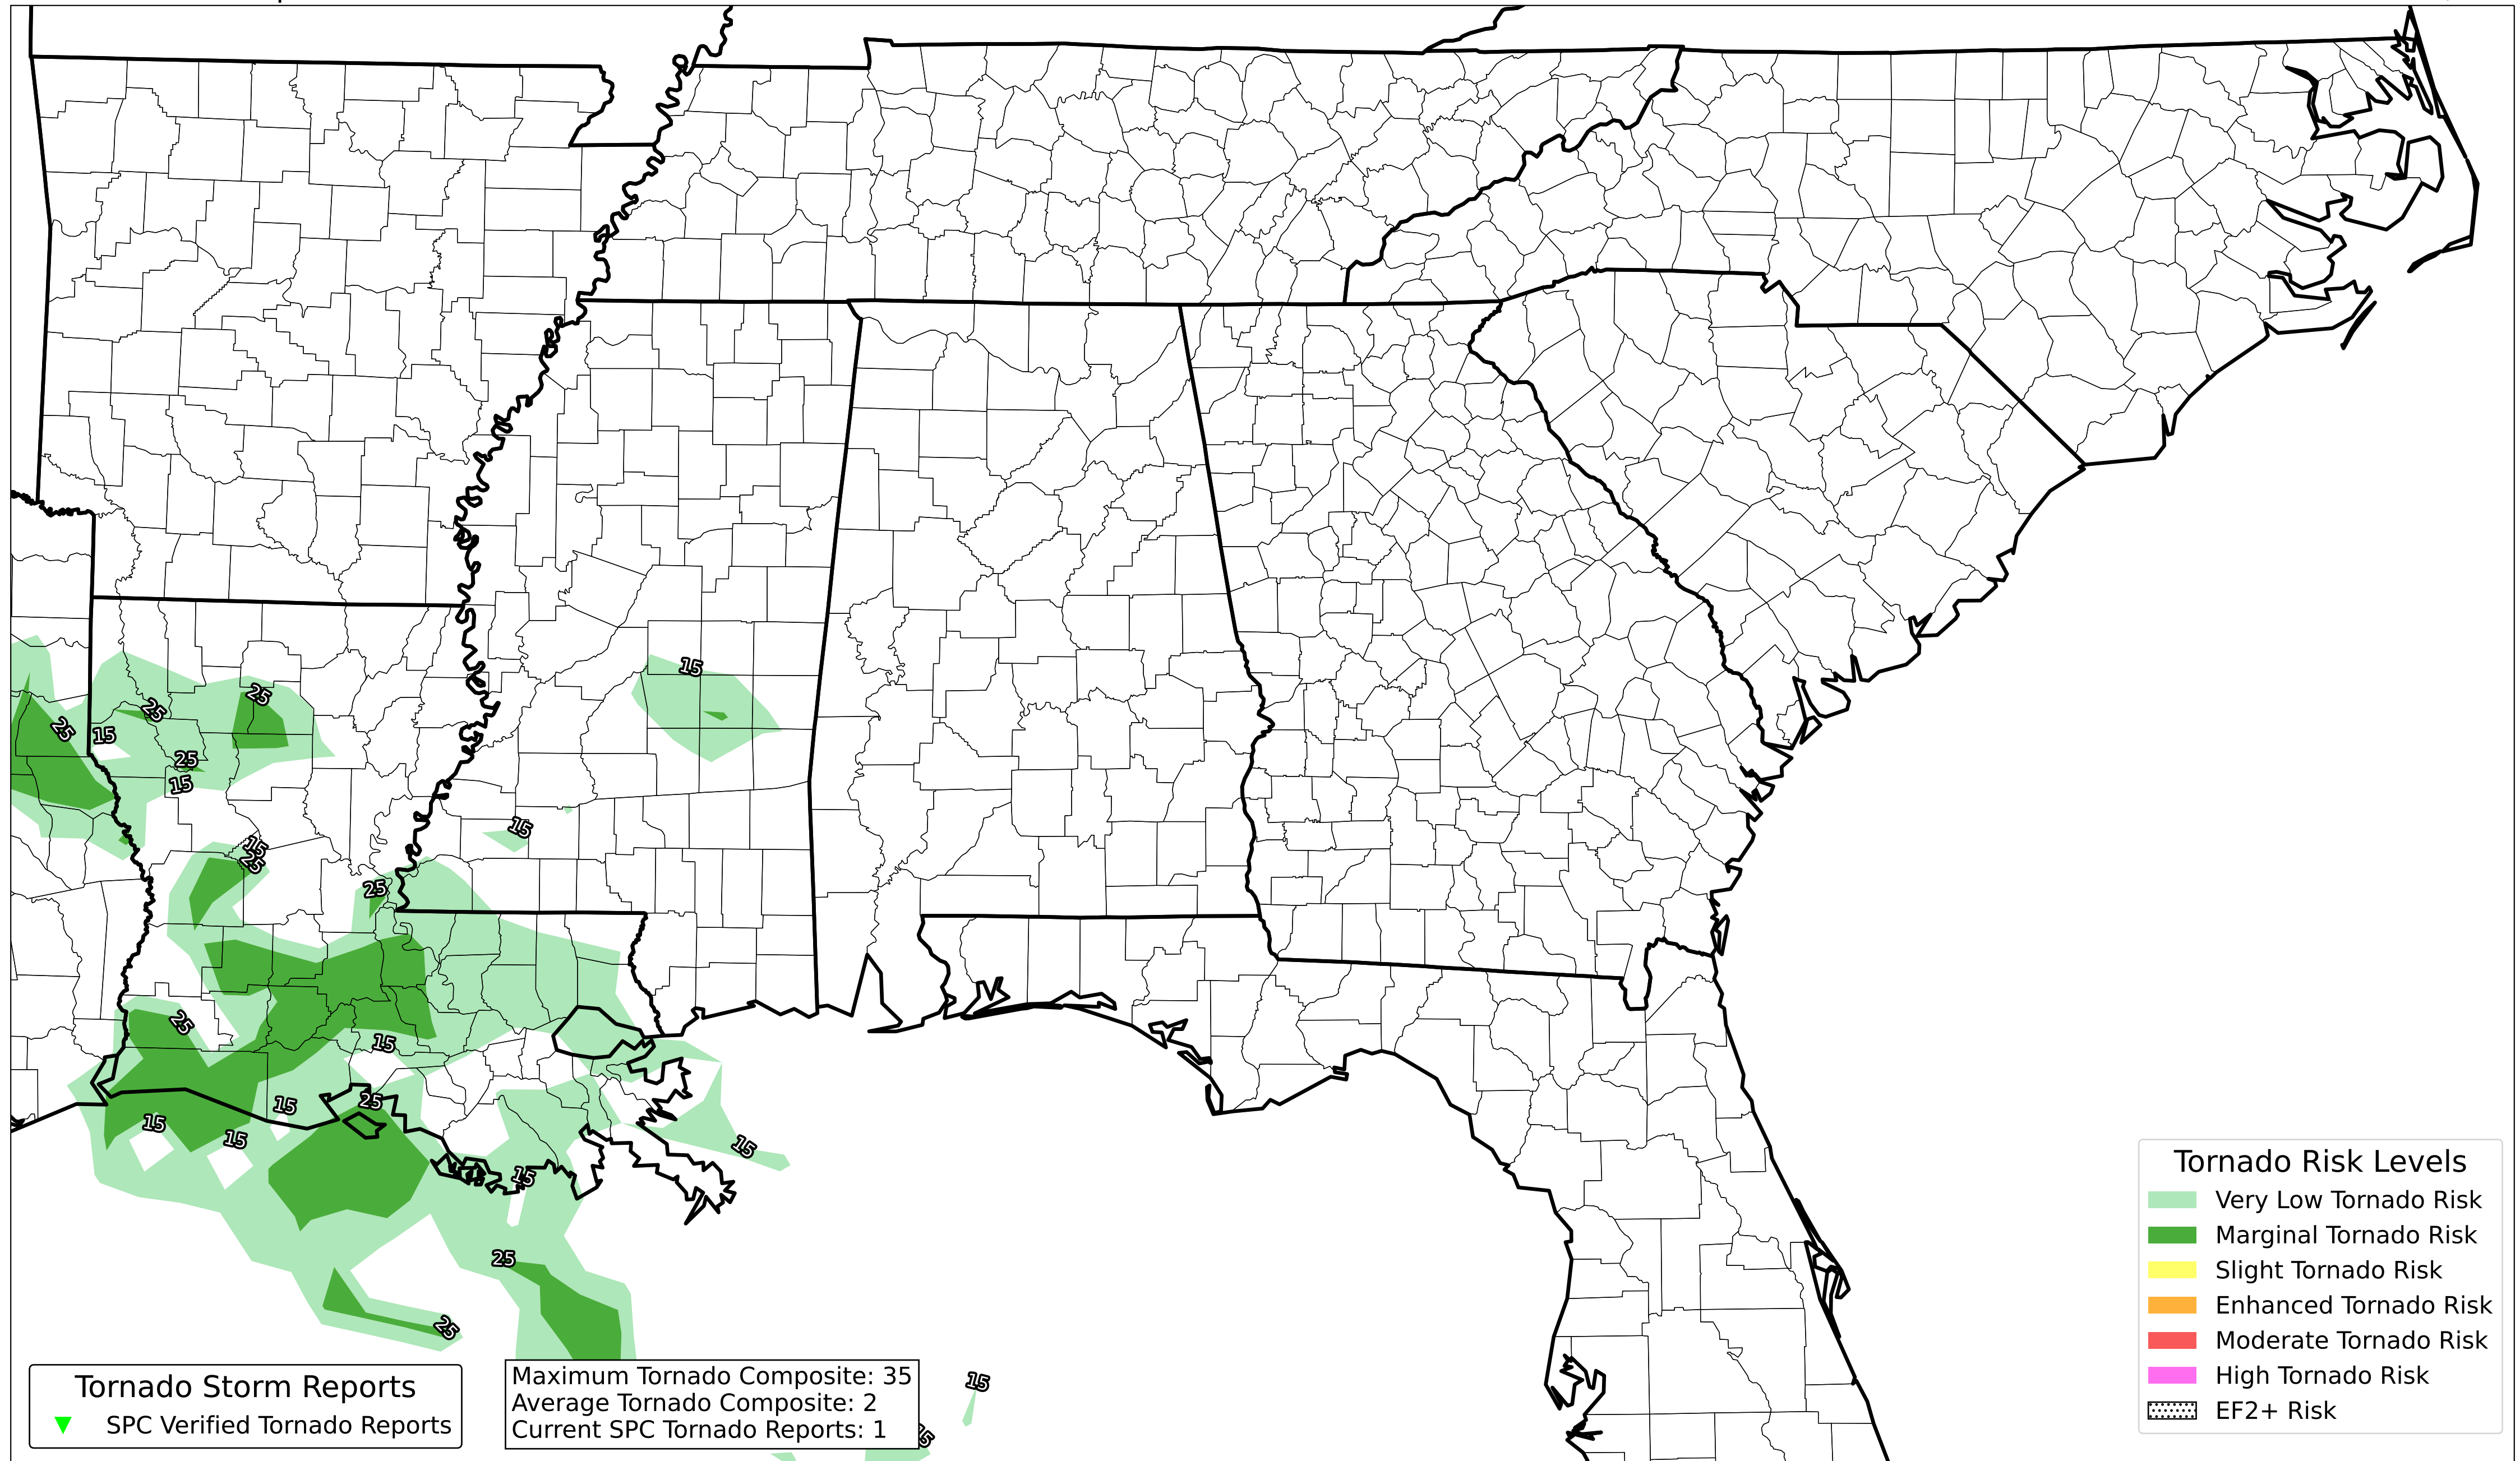 15
25
25
25
15
25
15
15
15
25
25
25
15
25
15
15
15
15
15
25
25
15
Tornado Storm Reports
SPC Verified Tornado Reports
Maximum Tornado Composite: 35
Average Tornado Composite: 2
Current SPC Tornado Reports: 1
Tornado Risk Levels
Very Low Tornado Risk
Marginal Tornado Risk
Slight Tornado Risk
Enhanced Tornado Risk
Moderate Tornado Risk
High Tornado Risk
EF2+ Risk